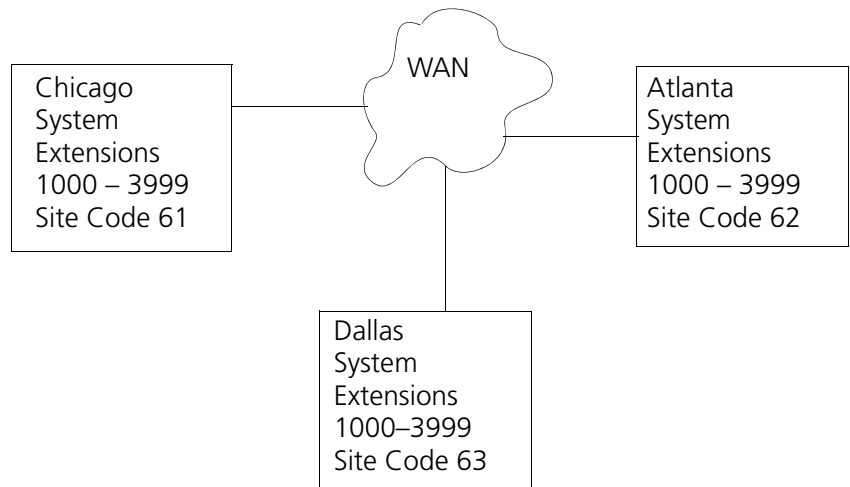 WAN
Chicago
System
Extensions
1000 – 3999
Site Code 61
Atlanta
System
Extensions
1000 – 3999
Site Code 62
Dallas
System
Extensions
1000–3999
Site Code 63